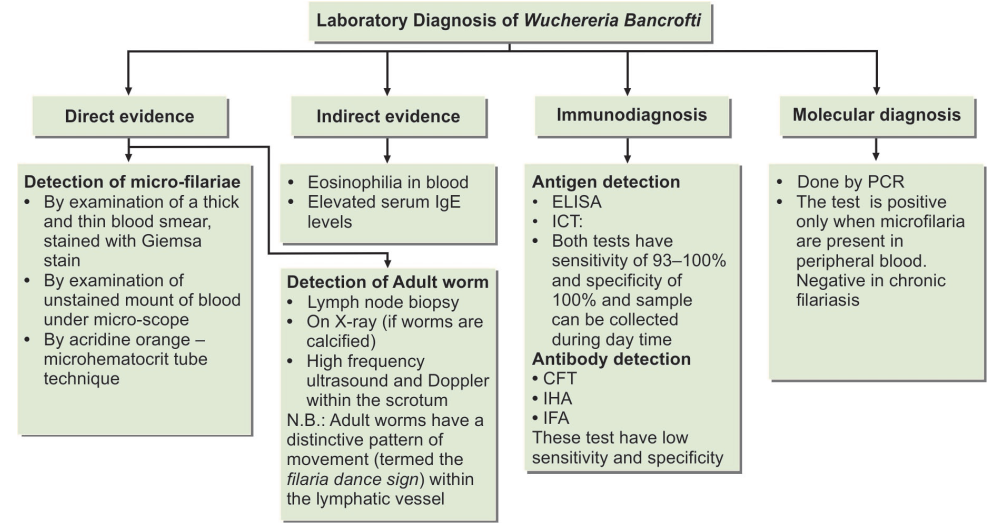 Laboratory Diagnosis of Wuchereria Bancrofti
Direct evidence
Indirect evidence
Immunodiagnosis
Molecular diagnosis
Detection of micro-filariae
• By examination of a thick
and thin blood smear,
stained with Giemsa
stain
• By examination of
unstained mount of blood
under micro-scope
• By acridine orange –
microhematocrit tube
technique
• Eosinophilia in blood
• Elevated serum IgE
levels
Detection of Adult worm
• Lymph node biopsy
• On X-ray (if worms are
calcified)
• High frequency
ultrasound and Doppler
within the scrotum
N.B.: Adult worms have a
distinctive pattern of
movement (termed the
filaria dance sign) within
the lymphatic vessel
Antigen detection
• ELISA
• ICT:
• Both tests have
sensitivity of 93–100%
and specificity of
100% and sample
can be collected
during day time
Antibody detection
• CFT
• IHA
• IFA
These test have low
sensitivity and specificity
• Done by PCR
• The test is positive
only when microfilaria
are present in
peripheral blood.
Negative in chronic
filariasis